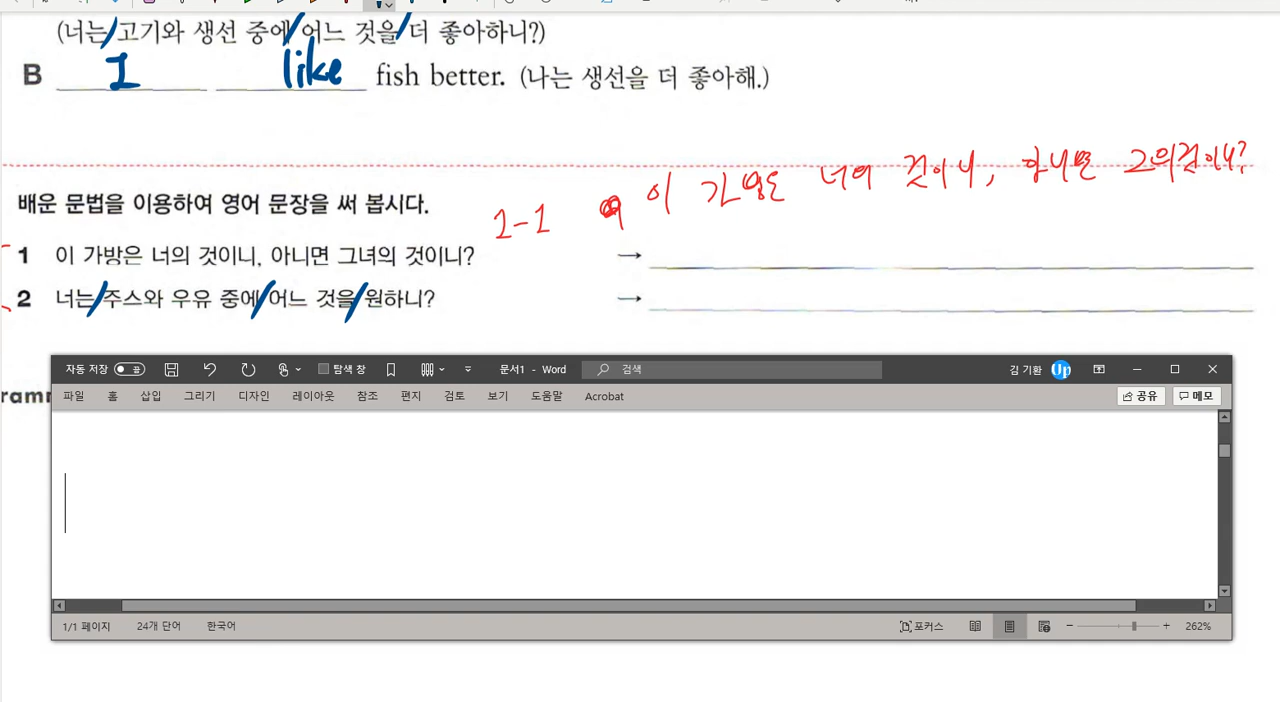 (너는/고기와 생선 중에/어느 것을/더 좋아하니?)
B I like fish better. (나는 생선을 더 좋아해.)
1-1 이 가방은 너의 것이니, 아니면 그의것이니?
배운 문법을 이용하여 영어 문장을 써 봅시다.
1 이 가방은 너의 것이니, 아니면 그녀의 것이니? →
2 너는/주스와 우유 중에/어느 것을/원하니? →
자동 저장 끔 탐색 창 문서1 - Word 검색 김 기환 Up
파일 홈 삽입 그리기 디자인 레이아웃 참조 편지 검토 보기 도움말 Acrobat 공유 메모
1/1 페이지 24개 단어 한국어 포커스 262%